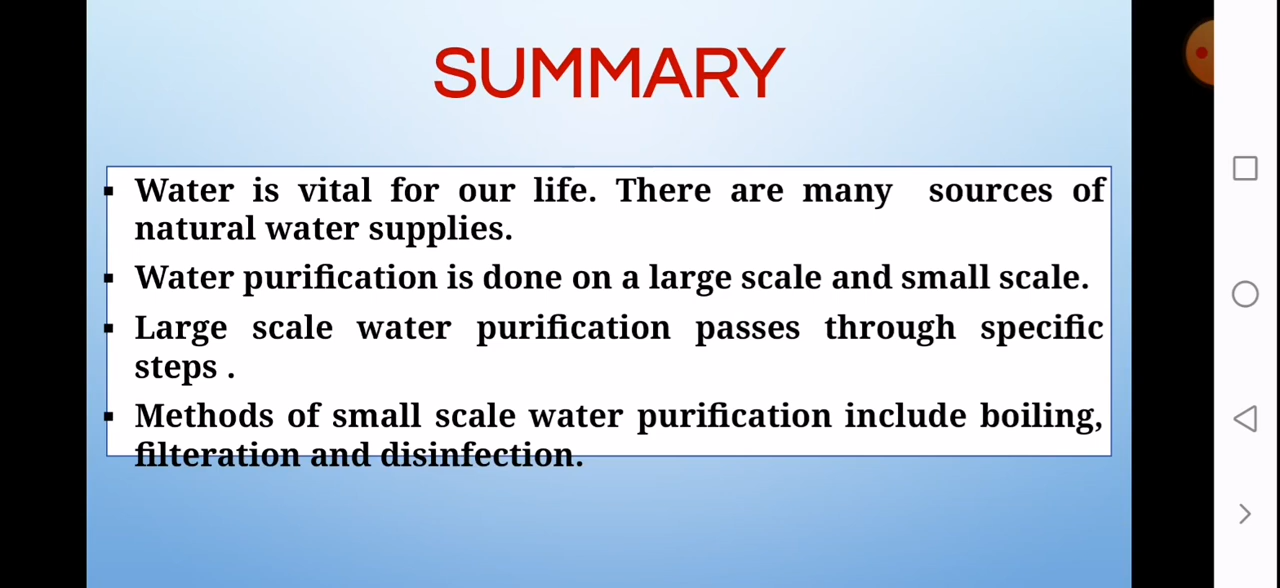 SUMMARY
▪ Water is vital for our life. There are many sources of
natural water supplies.
▪ Water purification is done on a large scale and small scale.
▪ Large scale water purification passes through specific
steps .
▪ Methods of small scale water purification include boiling,
filteration and disinfection.